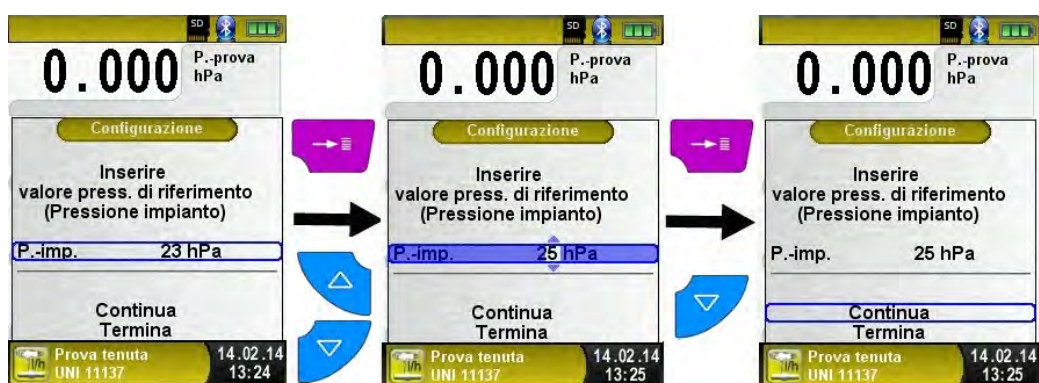 SD
0.000 P.-prova
hPa
Configurazione
Inserire
valore press. di riferimento
(Pressione impianto)
P.-imp. 23 hPa
Continua
Termina
l/h Prova tenuta 14.02.14
UNI 11137 13:24
SD
0.000 P.-prova
hPa
Configurazione
Inserire
valore press. di riferimento
(Pressione impianto)
P.-imp. 25 hPa
Continua
Termina
l/h Prova tenuta 14.02.14
UNI 11137 13:25
SD
0.000 P.-prova
hPa
Configurazione
Inserire
valore press. di riferimento
(Pressione impianto)
P.-imp. 25 hPa
Continua
Termina
l/h Prova tenuta 14.02.14
UNI 11137 13:25